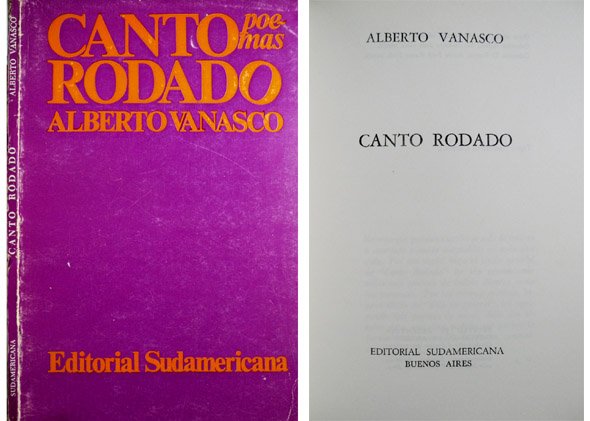 ALBERTO VANASCO
CANTO RODADO
SUDAMERICANA
CANTO poe-
mas
RODADO
ALBERTO VANASCO
Editorial Sudamericana
ALBERTO VANASCO
CANTO RODADO
EDITORIAL SUDAMERICANA
BUENOS AIRES